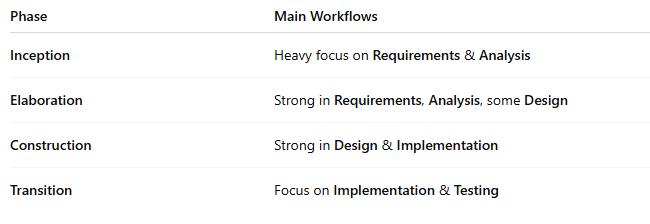 Phase Main Workflows
Inception Heavy focus on Requirements & Analysis
Elaboration Strong in Requirements, Analysis, some Design
Construction Strong in Design & Implementation
Transition Focus on Implementation & Testing